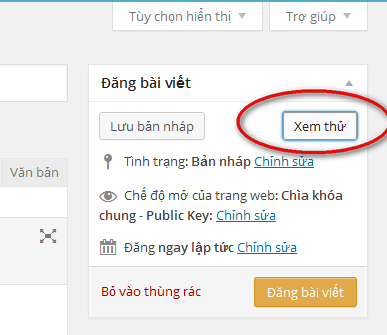 Tùy chọn hiển thị Trợ giúp
Đăng bài viết
Lưu bản nháp Xem thử
Văn bản
Tình trạng: Bản nháp Chỉnh sửa
Chế độ mở của trang web: Chìa khóa
chung - Public Key: Chỉnh sửa
Đăng ngay lập tức Chỉnh sửa
Bỏ vào thùng rác Đăng bài viết